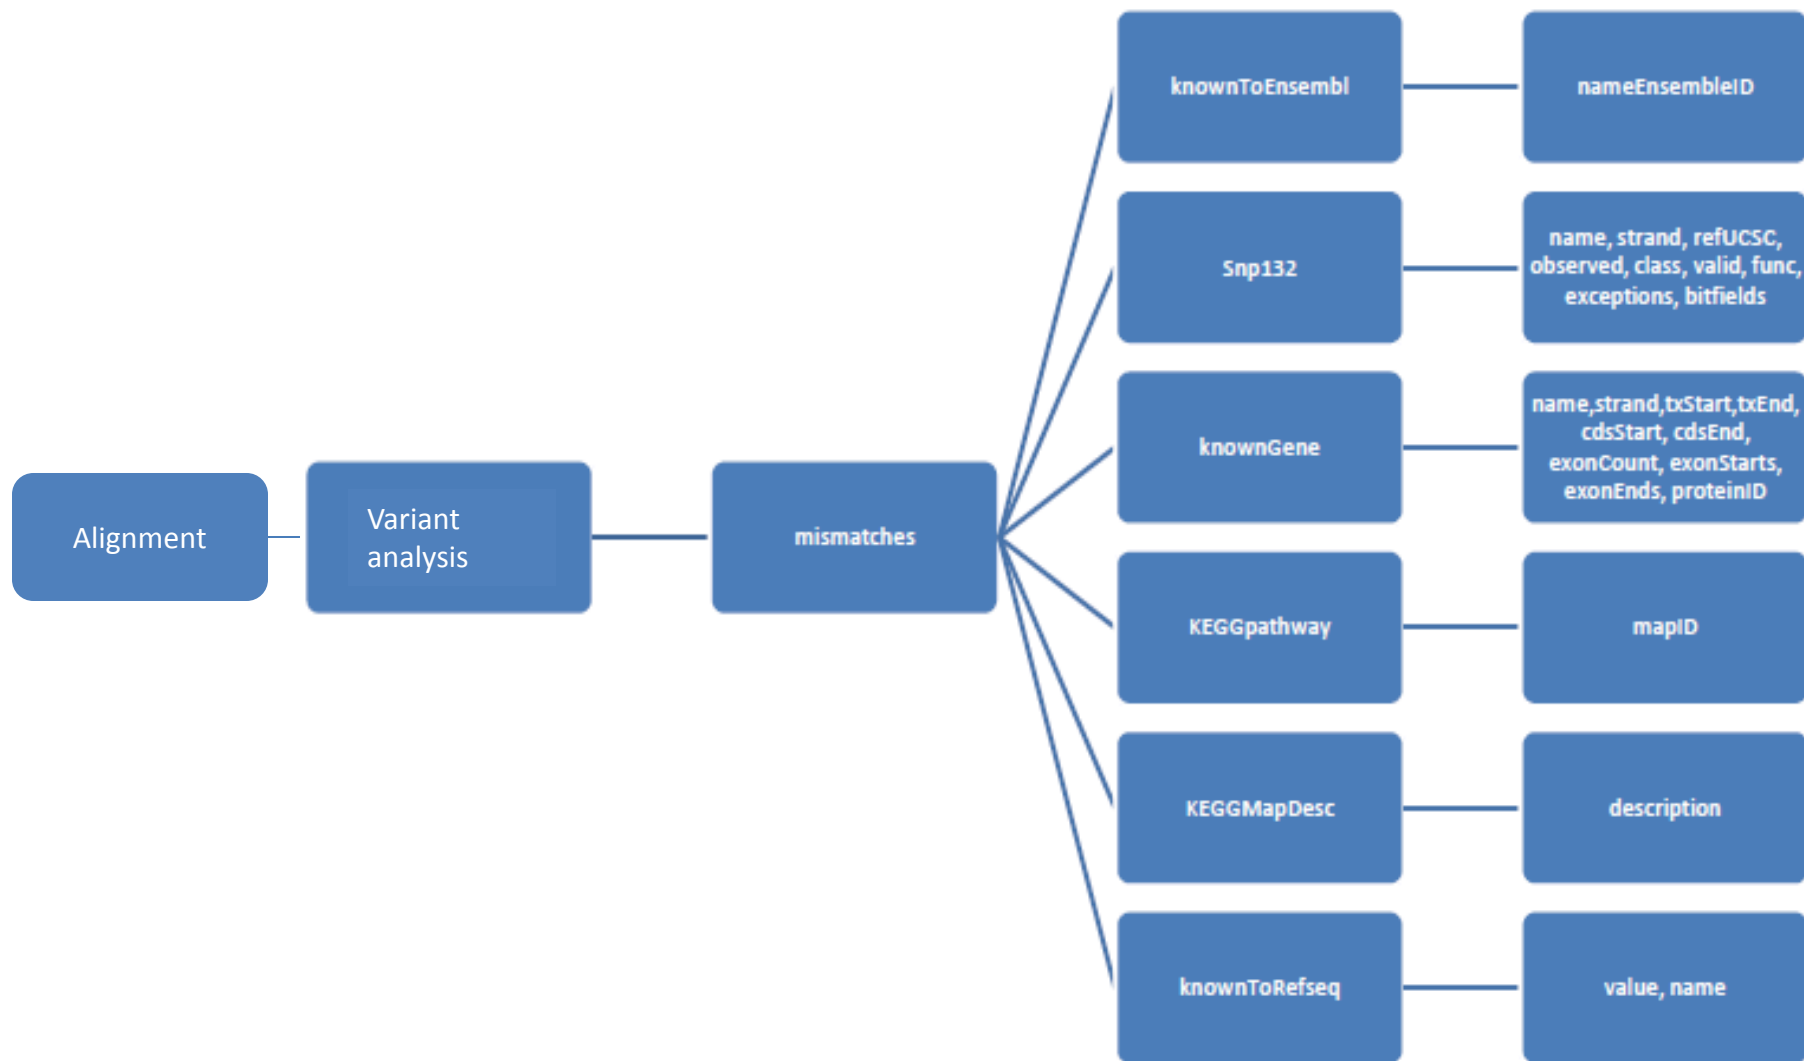 Alignment
Variant
analysis
mismatches
knownToEnsembl
nameEnsembleID
Snp132
name, strand, refUCSC,
observed, class, valid, func,
exceptions, bitfields
knownGene
name,strand,txStart,txEnd,
cdsStart, cdsEnd,
exonCount, exonStarts,
exonEnds, proteinID
KEGGpathway
mapID
KEGGMapDesc
description
knownToRefseq
value, name